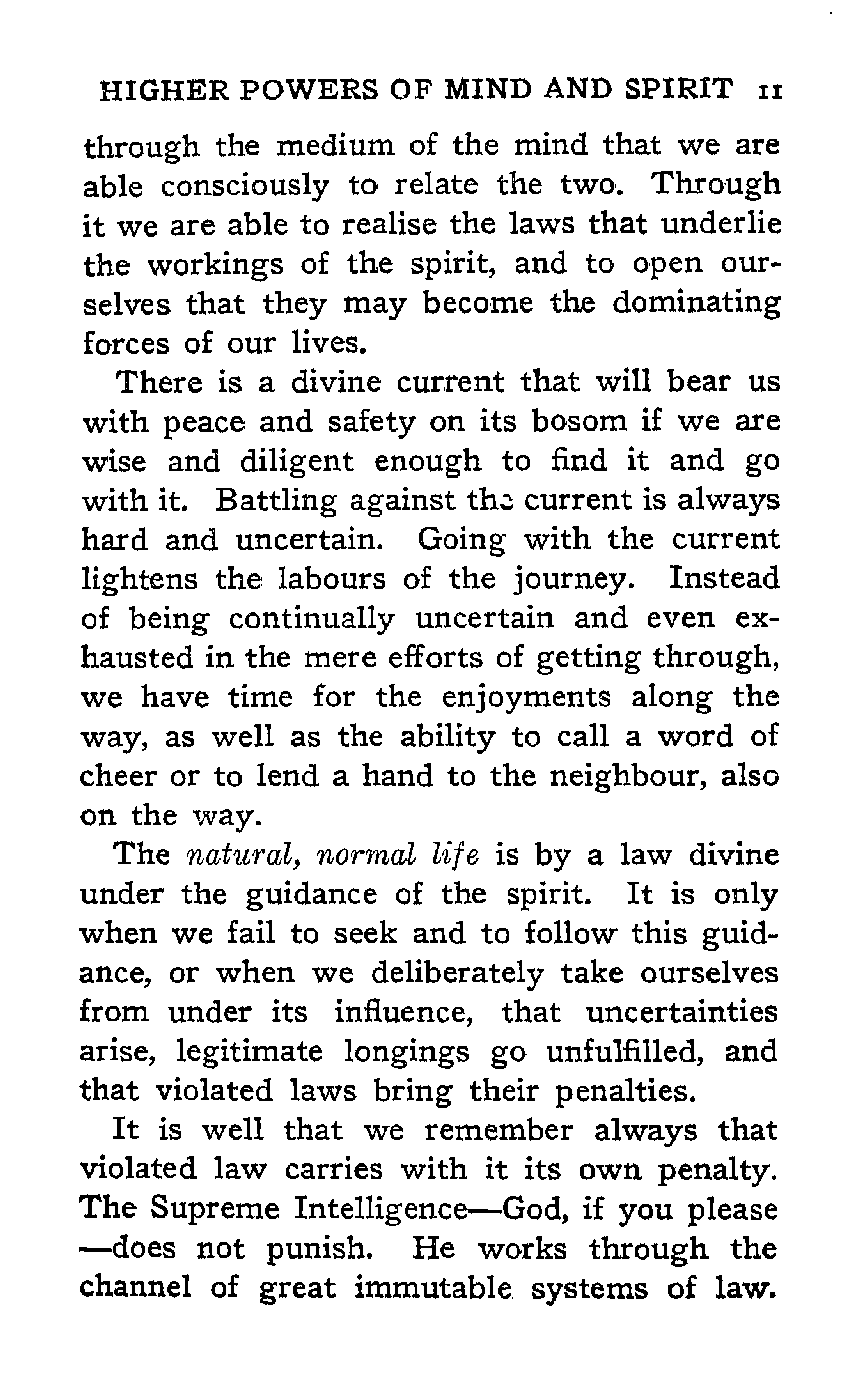 HIGHER POWERS OF MIND AND SPIRIT 11
through the medium of the mind that we are
able consciously to relate the two. Through
it we are able to realise the laws that underlie
the workings of the spirit, and to open our-
selves that they may become the dominating
forces of our lives.
There is a divine current that will bear us
with peace and safety on its bosom if we are
wise and diligent enough to find it and go
with it. Battling against the current is always
hard and uncertain. Going with the current
lightens the labours of the journey. Instead
of being continually uncertain and even ex-
hausted in the mere efforts of getting through,
we have time for the enjoyments along the
way, as well as the ability to call a word of
cheer or to lend a hand to the neighbour, also
on the way.
The natural, normal life is by a law divine
under the guidance of the spirit. It is only
when we fail to seek and to follow this guid-
ance, or when we deliberately take ourselves
from under its influence, that uncertainties
arise, legitimate longings go unfulfilled, and
that violated laws bring their penalties.
It is well that we remember always that
violated law carries with it its own penalty.
The Supreme Intelligence—God, if you please
—does not punish. He works through the
channel of great immutable systems of law.